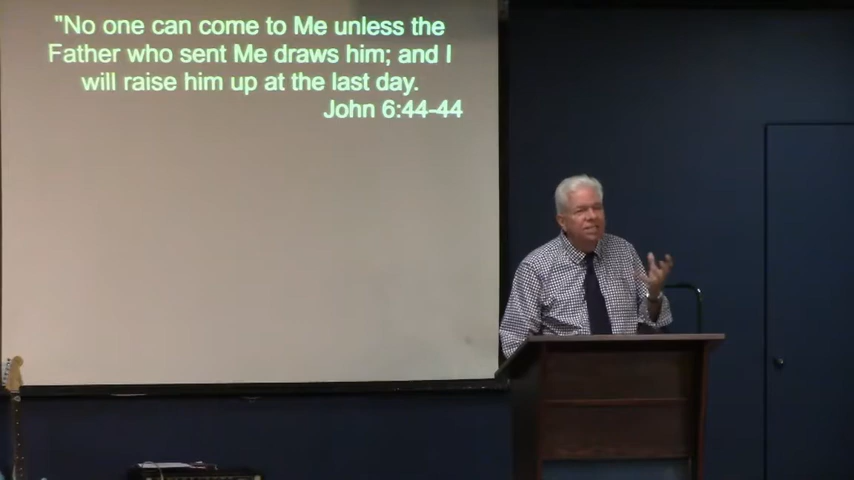 "No one can come to Me unless the
Father who sent Me draws him; and I
will raise him up at the last day.
John 6:44-44